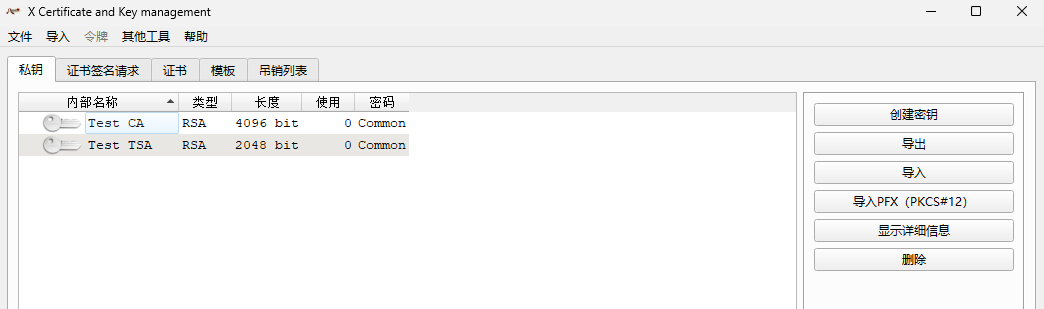 X Certificate and Key management
文件 导入 令牌 其他工具 帮助
私钥 证书签名请求 证书 模板 吊销列表
内部名称 类型 长度 使用 密码
Test CA RSA 4096 bit 0 Common
Test TSA RSA 2048 bit 0 Common
创建密钥
导出
导入
导入PFX（PKCS#12）
显示详细信息
删除